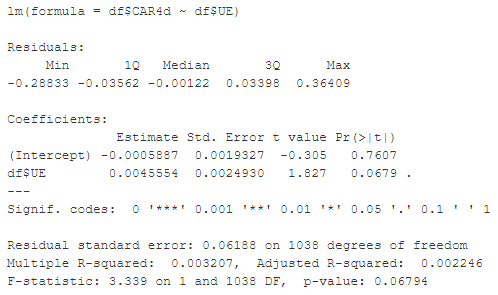 lm(formula = df$CAR4d ~ df$UE)
Residuals:
Min 1Q Median 3Q Max
-0.28833 -0.03562 -0.00122 0.03398 0.36409
Coefficients:
Estimate Std. Error t value Pr(>|t|)
(Intercept) -0.0005887 0.0019327 -0.305 0.7607
df$UE 0.0045554 0.0024930 1.827 0.0679 .
---
Signif. codes: 0 '***' 0.001 '**' 0.01 '*' 0.05 '.' 0.1 ' ' 1
Residual standard error: 0.06188 on 1038 degrees of freedom
Multiple R-squared: 0.003207, Adjusted R-squared: 0.002246
F-statistic: 3.339 on 1 and 1038 DF, p-value: 0.06794